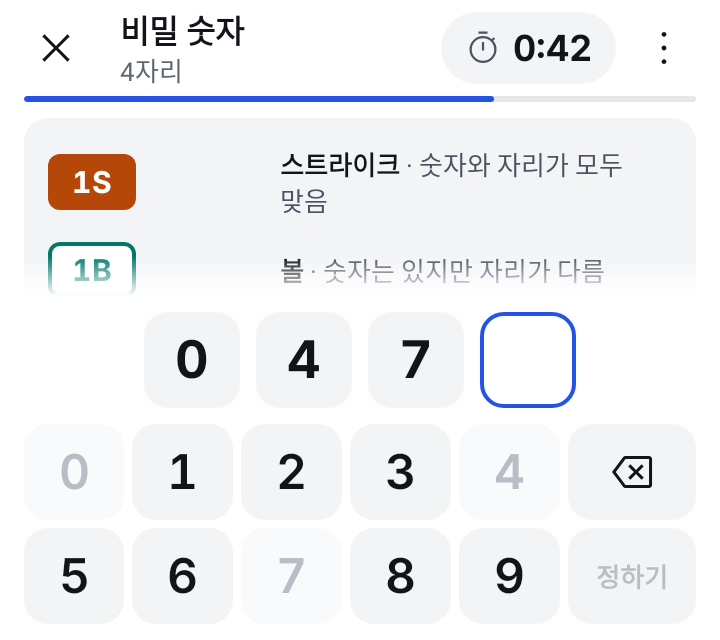 비밀 숫자
4자리
0:42
1S
스트라이크 · 숫자와 자리가 모두
맞음
1B
볼 · 숫자는 있지만 자리가 다름
0 4 7
0 1 2 3 4
5 6 7 8 9 정하기